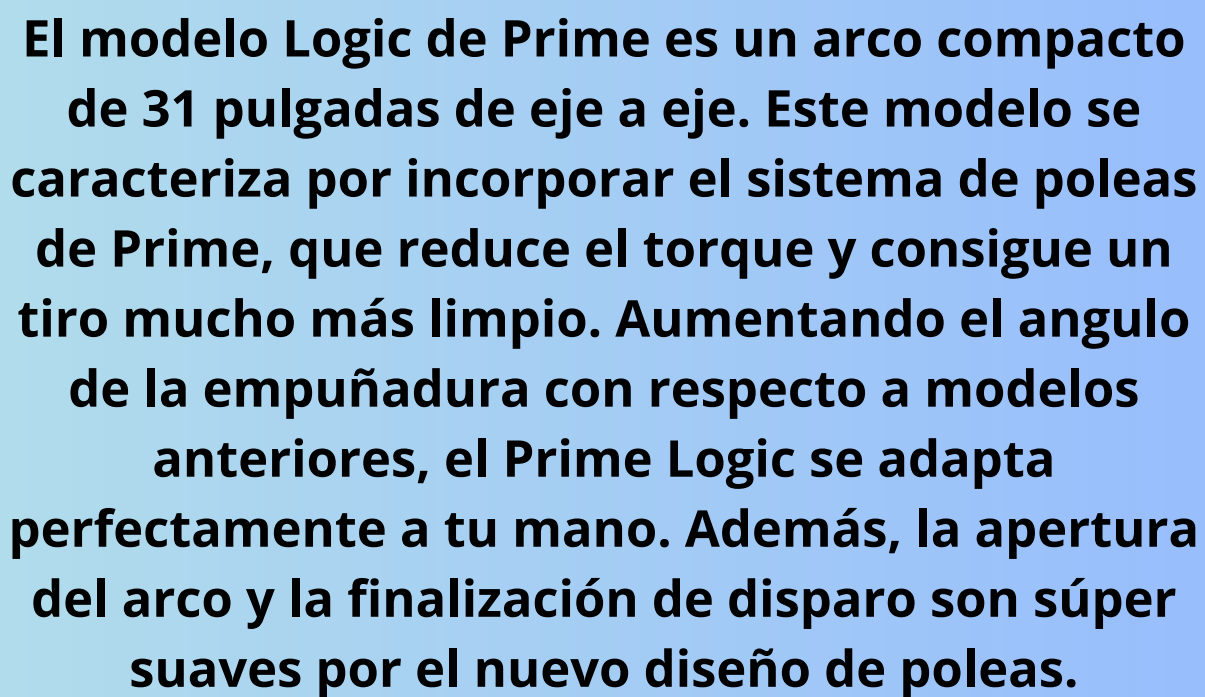 El modelo Logic de Prime es un arco compacto
de 31 pulgadas de eje a eje. Este modelo se
caracteriza por incorporar el sistema de poleas
de Prime, que reduce el torque y consigue un
tiro mucho más limpio. Aumentando el angulo
de la empuñadura con respecto a modelos
anteriores, el Prime Logic se adapta
perfectamente a tu mano. Además, la apertura
del arco y la finalización de disparo son súper
suaves por el nuevo diseño de poleas.